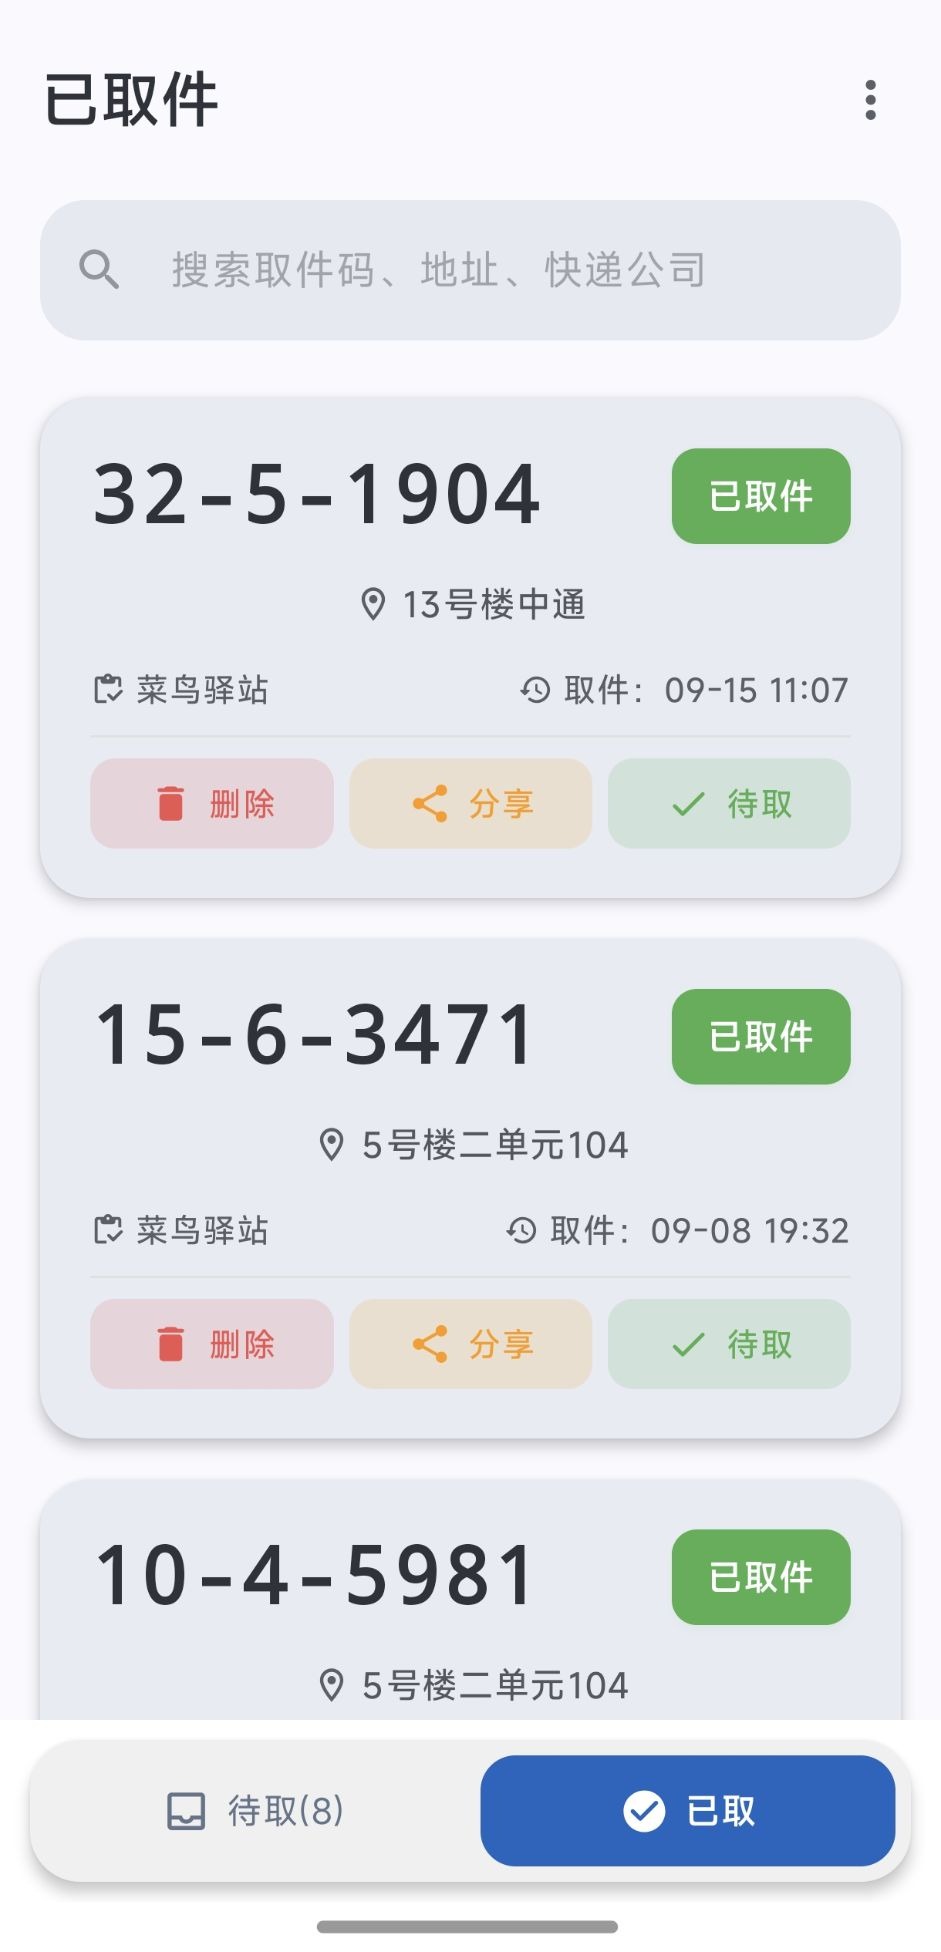 已取件
搜索取件码、地址、快递公司
32-5-1904 已取件
13号楼中通
菜鸟驿站 取件：09-15 11:07
删除 分享 待取
15-6-3471 已取件
5号楼二单元104
菜鸟驿站 取件：09-08 19:32
删除 分享 待取
10-4-5981 已取件
5号楼二单元104
待取(8) 已取